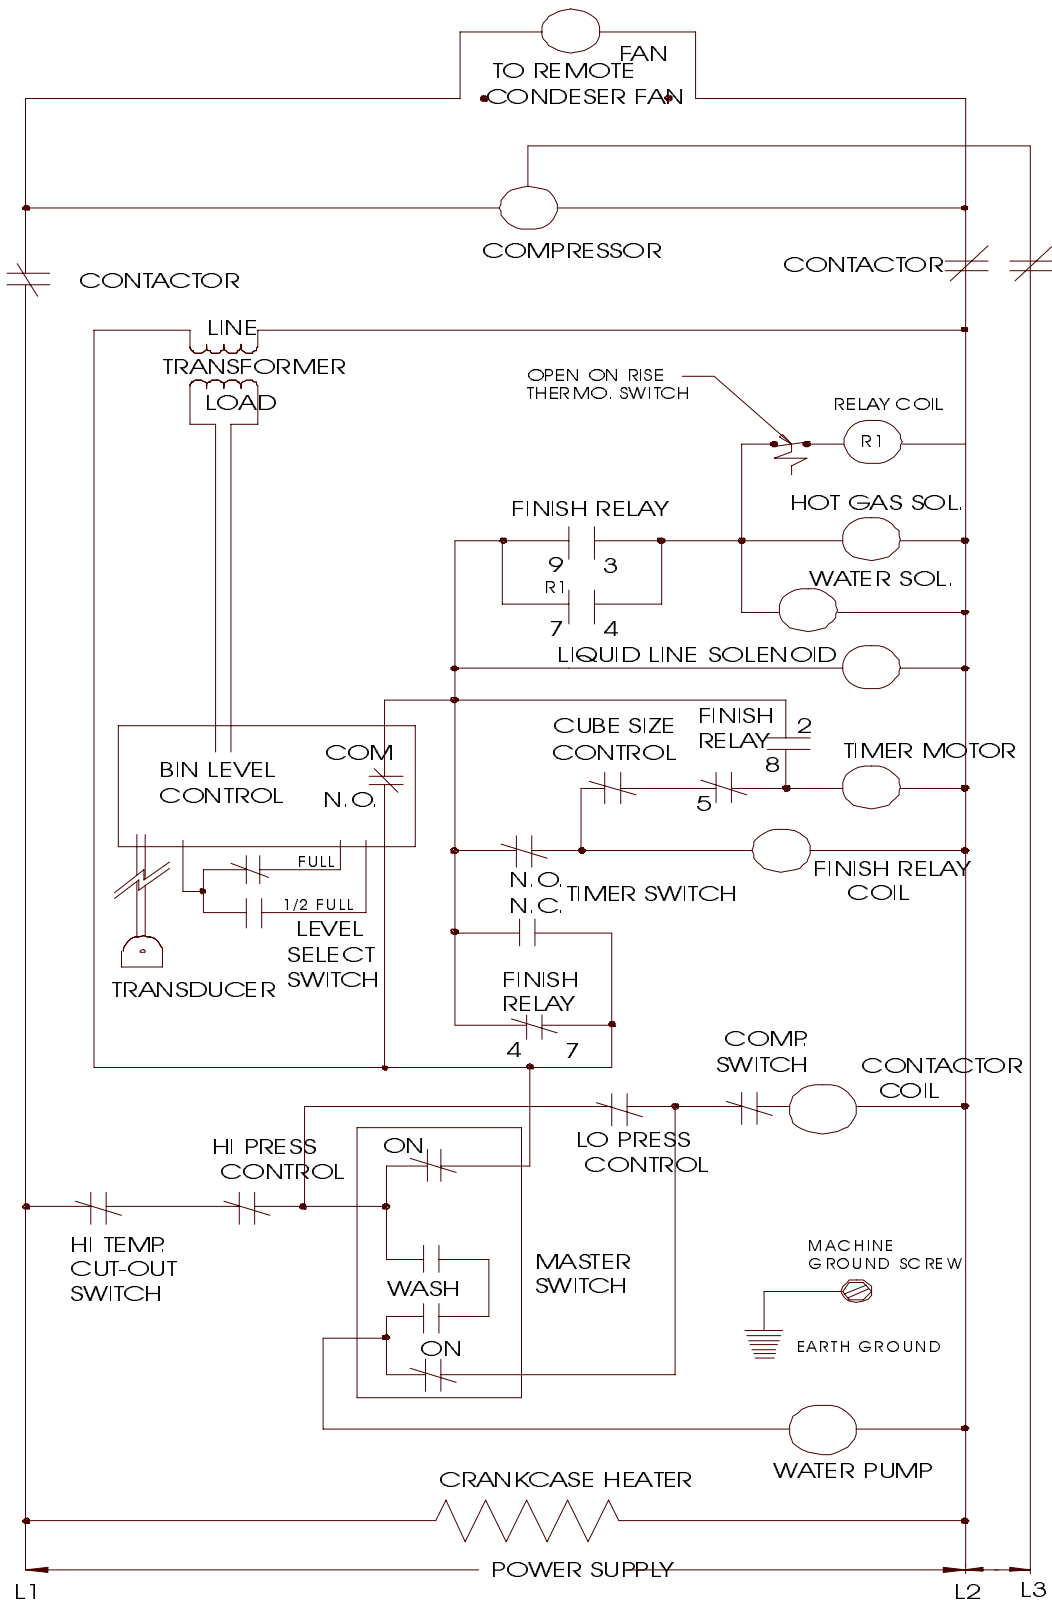 FAN
TO REMOTE
CONDESER FAN
COMPRESSOR
CONTACTOR
CONTACTOR
LINE
TRANSFORMER
LOAD
OPEN ON RISE
THERMO. SWITCH
RELAY COIL
R1
HOT GAS SOL.
FINISH RELAY
9 3
R1
7 4
WATER SOL.
LIQUID LINE SOLENOID
CUBE SIZE
CONTROL
FINISH
RELAY
2
8
5
TIMER MOTOR
COM
BIN LEVEL
CONTROL
N.O.
FULL
1/2 FULL
LEVEL
SELECT
SWITCH
TRANSDUCER
N.O.
N.C.
TIMER SWITCH
FINISH RELAY
COIL
FINISH
RELAY
4 7
COMP.
SWITCH
CONTACTOR
COIL
HI PRESS
CONTROL
ON
LO PRESS
CONTROL
HI TEMP.
CUT-OUT
SWITCH
WASH
MASTER
SWITCH
ON
MACHINE
GROUND SCREW
EARTH GROUND
WATER PUMP
CRANKCASE HEATER
POWER SUPPLY
L1
L2
L3